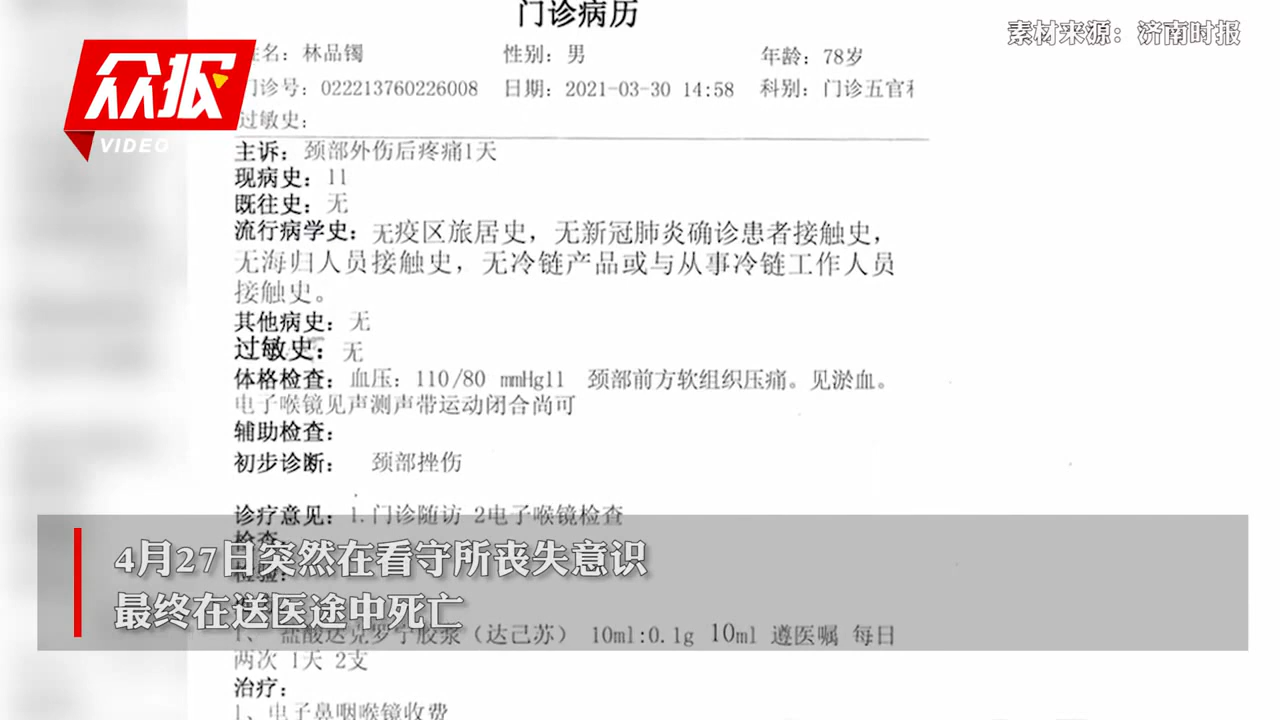 门诊病历
素材来源：济南时报
众报
VIDEO
姓名：林品镯 性别：男 年龄：78岁
门诊号：022213760226008 日期：2021-03-30 14:58 科别：门诊五官科
过敏史：
主诉：颈部外伤后疼痛1天
现病史：11
既往史：无
流行病学史：无疫区旅居史，无新冠肺炎确诊患者接触史，
无海归人员接触史，无冷链产品或与从事冷链工作人员
接触史。
其他病史：无
过敏史：无
体格检查：血压：110/80 mmHg11 颈部前方软组织压痛。见淤血。
电子喉镜见声测声带运动闭合尚可
辅助检查：
初步诊断： 颈部挫伤
诊疗意见：1.门诊随访 2电子喉镜检查
检查：
检验：
4月27日突然在看守所丧失意识
最终在送医途中死亡
1、 盐酸达克罗宁胶浆（达己苏） 10ml:0.1g 10ml 遵医嘱 每日
两次 1天 2支
治疗：
1、电子鼻咽喉镜收费